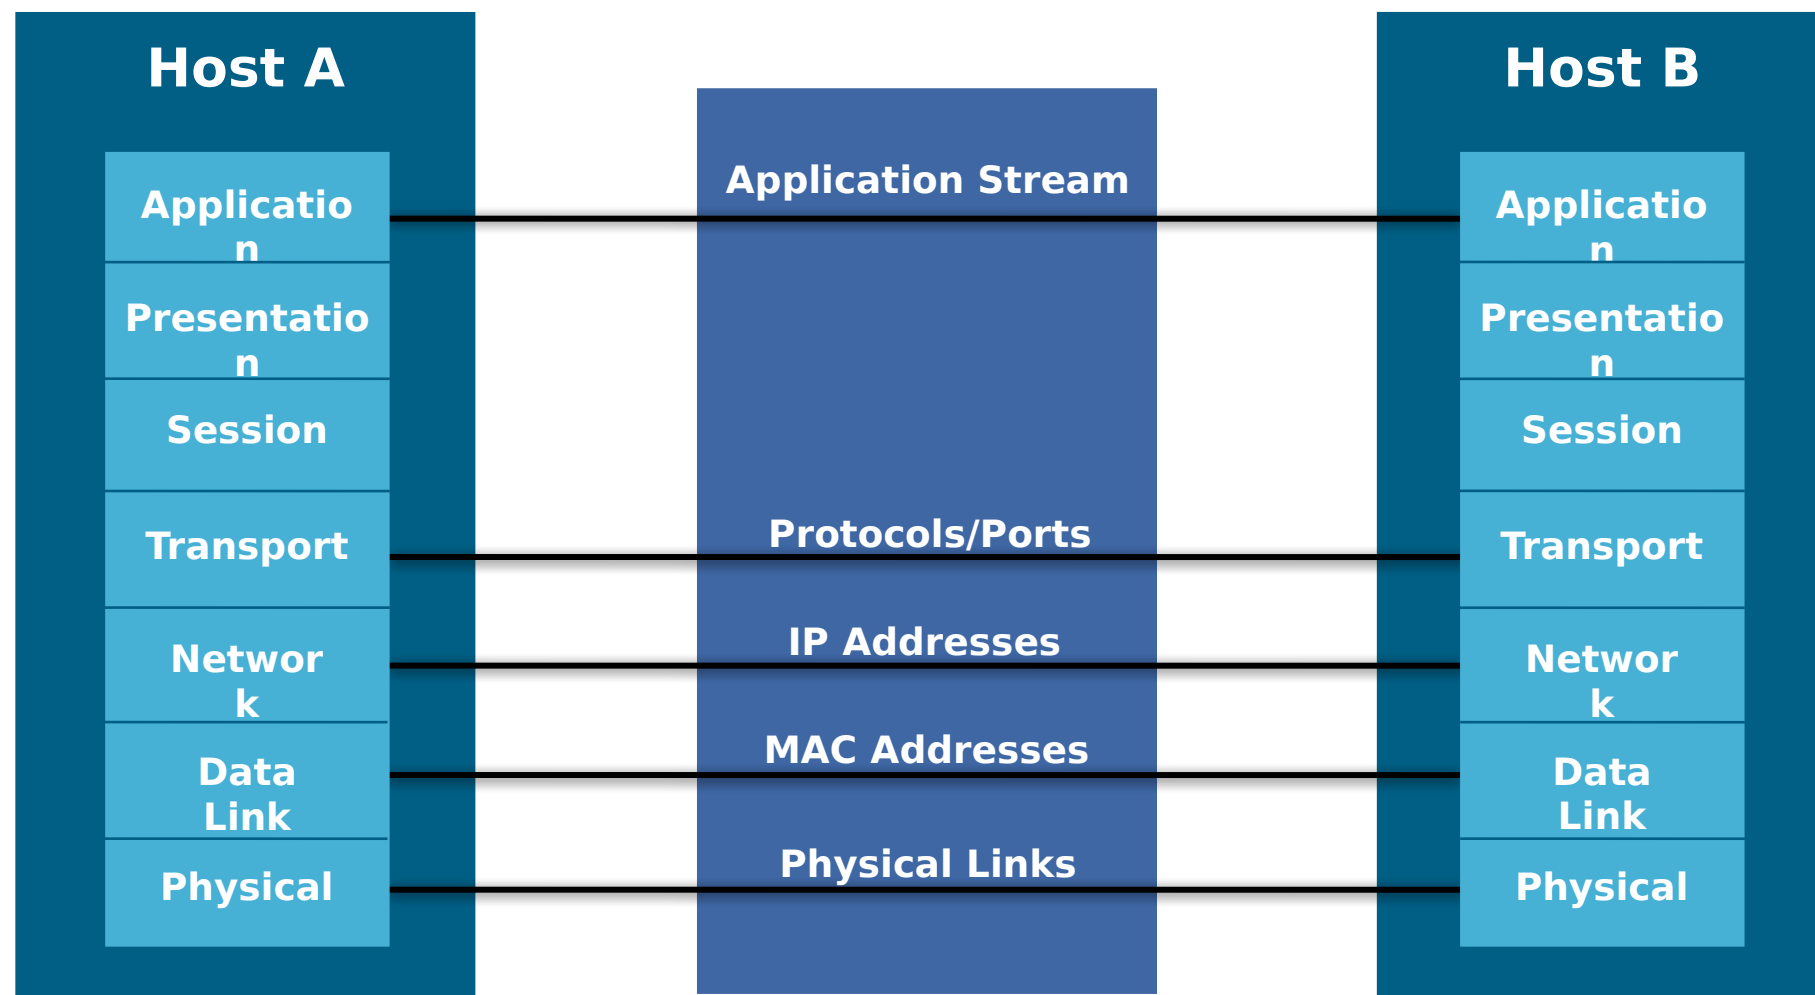 Host A
Applicatio
n
Presentatio
n
Session
Transport
Networ
k
Data
Link
Physical
Application Stream
Protocols/Ports
IP Addresses
MAC Addresses
Physical Links
Host B
Applicatio
n
Presentatio
n
Session
Transport
Networ
k
Data
Link
Physical